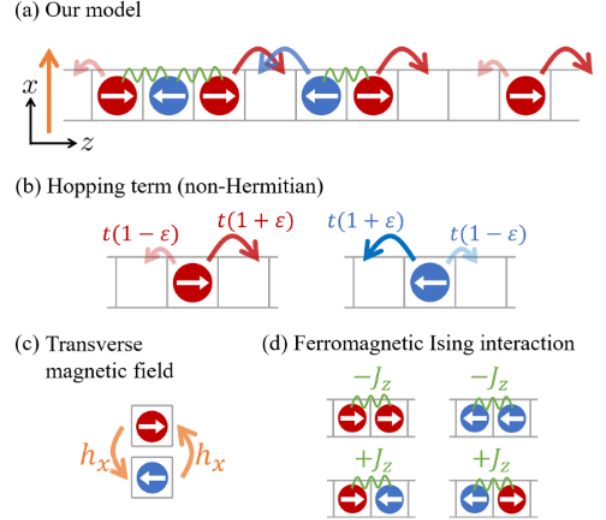 (a) Our model
x
z
(b) Hopping term (non-Hermitian)
t(1 − ε) t(1 + ε) t(1 + ε) t(1 − ε)
(c) Transverse
magnetic field
h_x h_x
(d) Ferromagnetic Ising interaction
−J_z −J_z
+J_z +J_z